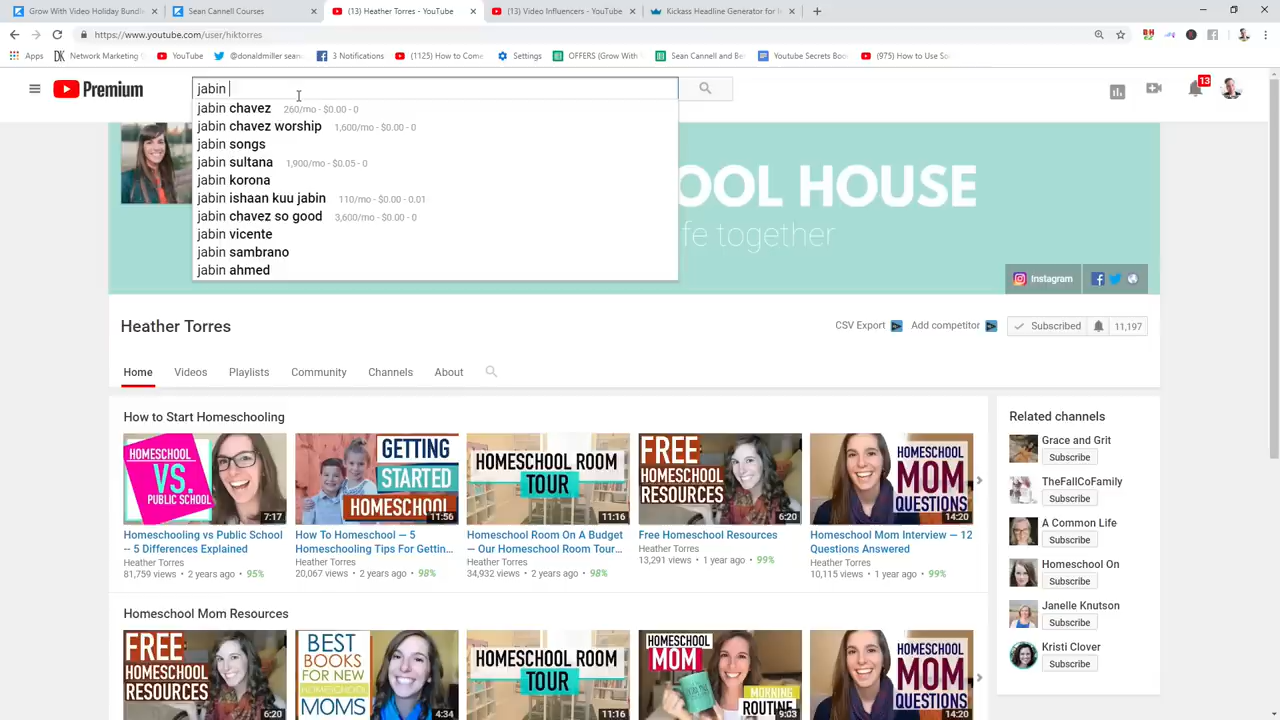 Grow With Video Holiday Bundle
Sean Cannell Courses
(13) Heather Torres - YouTube
(13) Video Influencers - YouTube
Kickass Headline Generator for I
https://www.youtube.com/user/hiktorres
Apps
Network Marketing
YouTube
@donaldmiller sean
3 Notifications
(1125) How to Come
Settings
OFFERS (Grow With
Sean Cannell and Be
Youtube Secrets Boo
(975) How to Use So
Premium
jabin
13
jabin chavez 260/mo - $0.00 - 0
jabin chavez worship 1,600/mo - $0.00 - 0
jabin songs
jabin sultana 1,900/mo - $0.05 - 0
jabin korona
jabin ishaan kuu jabin 110/mo - $0.00 - 0.01
jabin chavez so good 3,600/mo - $0.00 - 0
jabin vicente
jabin sambrano
jabin ahmed
OOL HOUSE
fe together
Instagram
Heather Torres
CSV Export
Add competitor
Subscribed
11,197
Home
Videos
Playlists
Community
Channels
About
How to Start Homeschooling
HOMESCHOOL
VS.
PUBLIC SCHOOL
7:17
GETTING
STARTED
HOMESCHOOL
11:56
HOMESCHOOL ROOM
TOUR
11:16
FREE
HOMESCHOOL
RESOURCES
6:20
HOMESCHOOL
MOM
QUESTIONS
14:20
Homeschooling vs Public School
-- 5 Differences Explained
Heather Torres
81,759 views • 2 years ago • 95%
How To Homeschool — 5
Homeschooling Tips For Gettin...
Heather Torres
20,067 views • 2 years ago • 98%
Homeschool Room On A Budget
— Our Homeschool Room Tour...
Heather Torres
34,932 views • 2 years ago • 98%
Free Homeschool Resources
Heather Torres
13,291 views • 1 year ago • 99%
Homeschool Mom Interview — 12
Questions Answered
Heather Torres
10,115 views • 1 year ago • 99%
Related channels
Grace and Grit
Subscribe
TheFallCoFamily
Subscribe
A Common Life
Subscribe
Homeschool On
Subscribe
Janelle Knutson
Subscribe
Kristi Clover
Subscribe
Homeschool Mom Resources
FREE
HOMESCHOOL
RESOURCES
6:20
BEST
BOOKS
FOR NEW
HOMESCHOOL
MOMS
4:34
HOMESCHOOL ROOM
TOUR
11:16
HOMESCHOOL
MOM
MORNING
ROUTINE
9:03
HOMESCHOOL
MOM
QUESTIONS
14:20